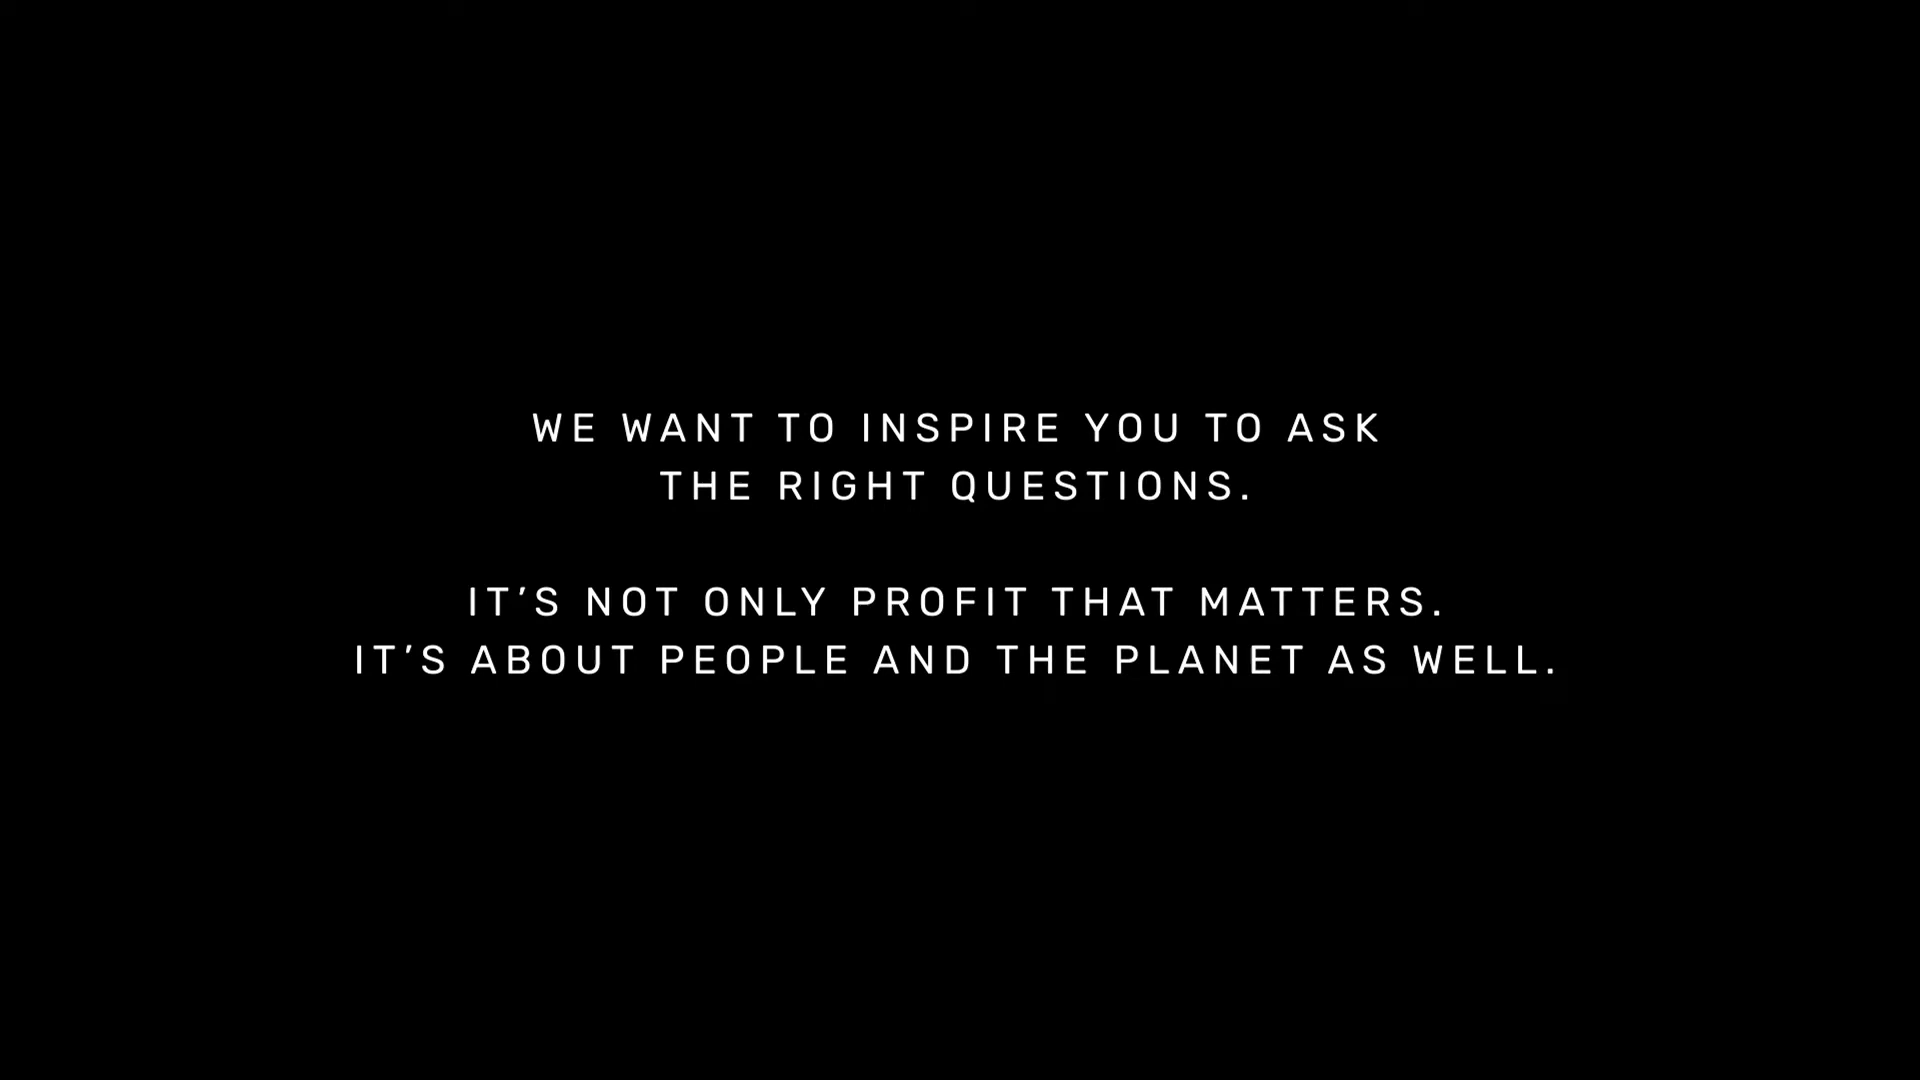 WE WANT TO INSPIRE YOU TO ASK
THE RIGHT QUESTIONS.
IT’S NOT ONLY PROFIT THAT MATTERS.
IT’S ABOUT PEOPLE AND THE PLANET AS WELL.